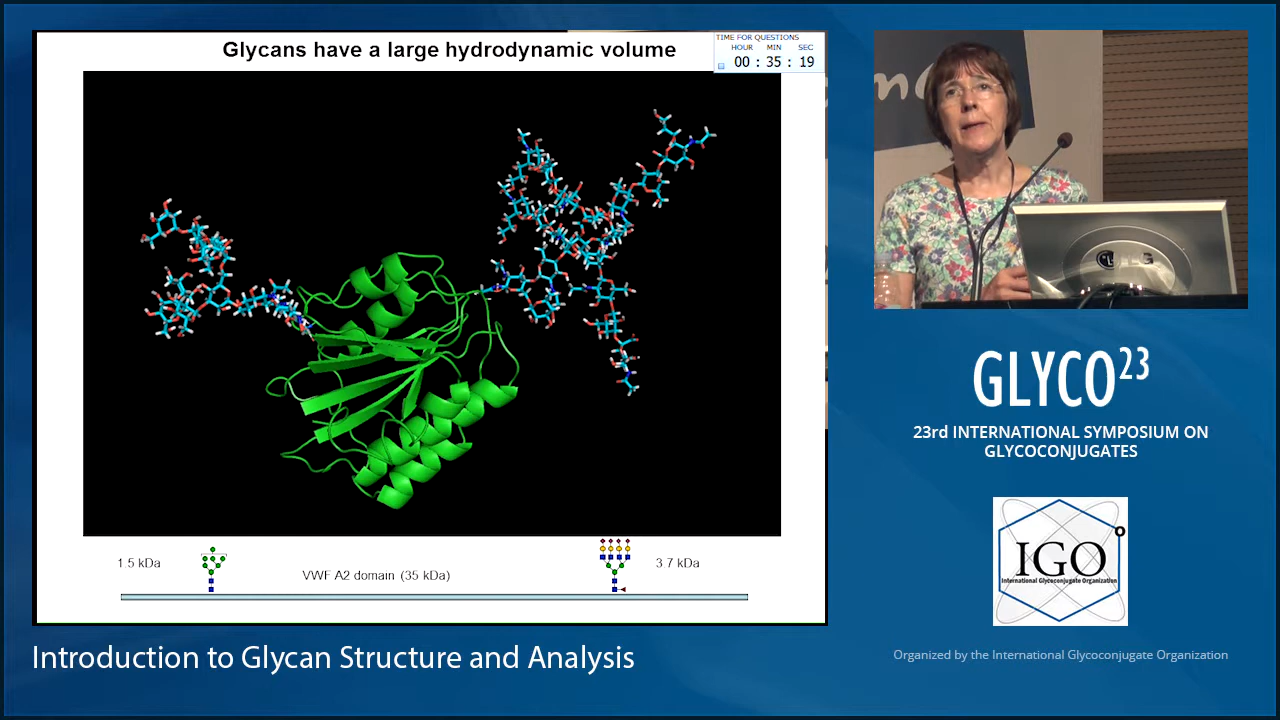 Glycans have a large hydrodynamic volume
TIME FOR QUESTIONS
HOUR MIN SEC
00 : 35 : 19
1.5 kDa
VWF A2 domain (35 kDa)
3.7 kDa
LG
GLYCO23
23rd INTERNATIONAL SYMPOSIUM ON
GLYCOCONJUGATES
IGO
International Glycoconjugate Organization
Introduction to Glycan Structure and Analysis
Organized by the International Glycoconjugate Organization